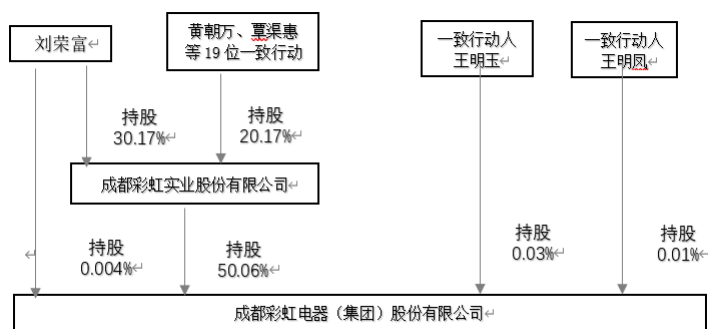 刘荣富
黄朝万、覃渠惠
等 19 位一致行动
一致行动人
王明玉
一致行动人
王明凤
持股
30.17%
持股
20.17%
成都彩虹实业股份有限公司
持股
0.004%
持股
50.06%
持股
0.03%
持股
0.01%
成都彩虹电器（集团）股份有限公司